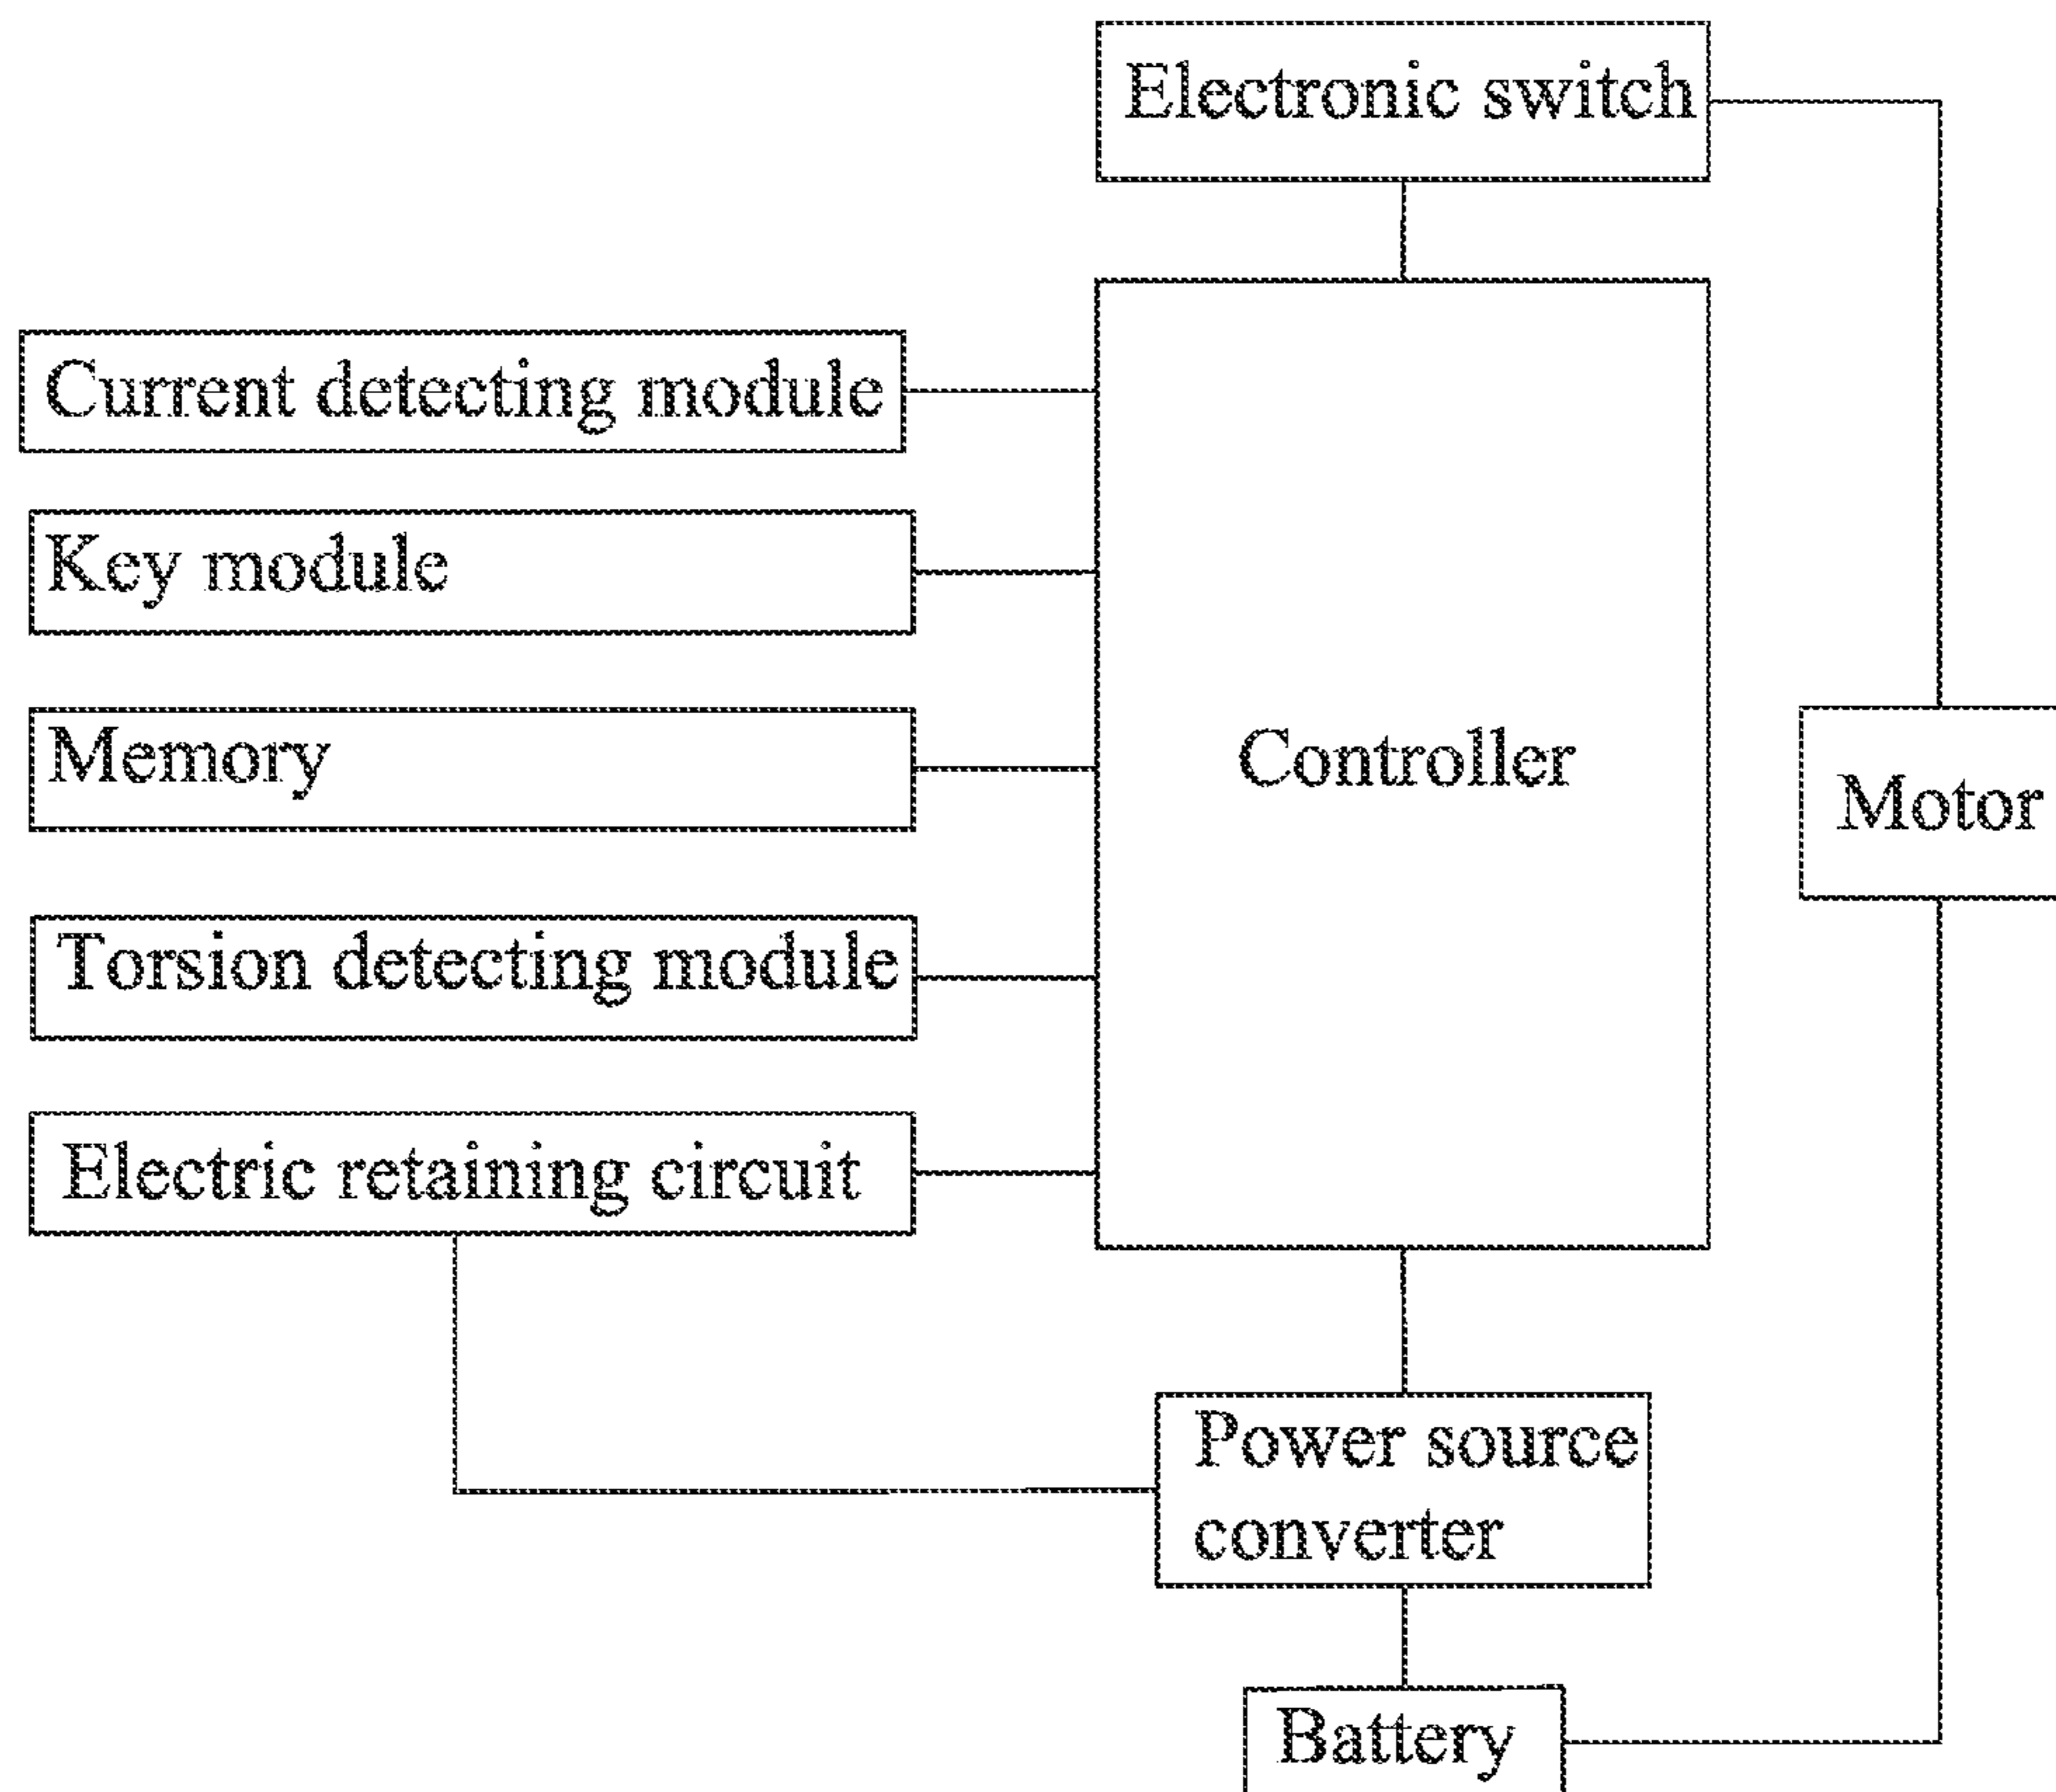 Electronic switch
Current detecting module
Key module
Memory
Controller
Motor
Torsion detecting module
Electric retaining circuit
Power source
converter
Battery